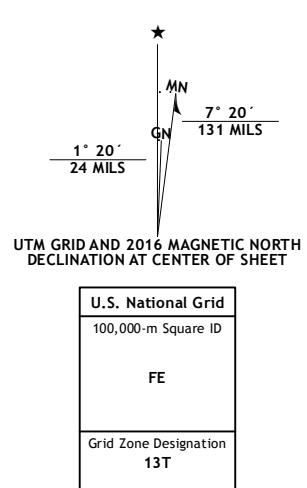 ★
MN
7° 20´
131 MILS
GN
1° 20´
24 MILS
UTM GRID AND 2016 MAGNETIC NORTH
DECLINATION AT CENTER OF SHEET
U.S. National Grid
100,000-m Square ID
FE
Grid Zone Designation
13T